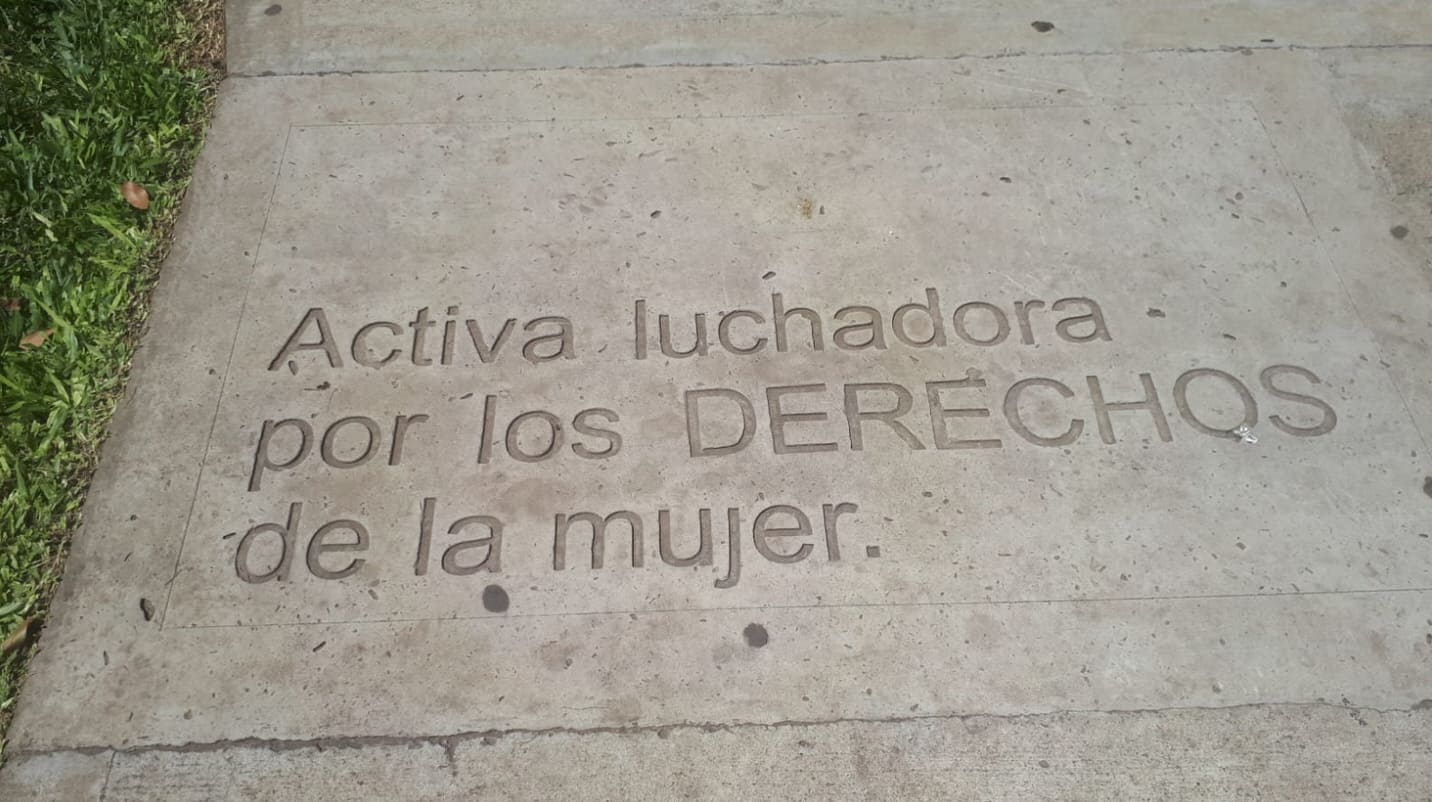 Activa luchadora
por los DERECHOS
de la mujer.